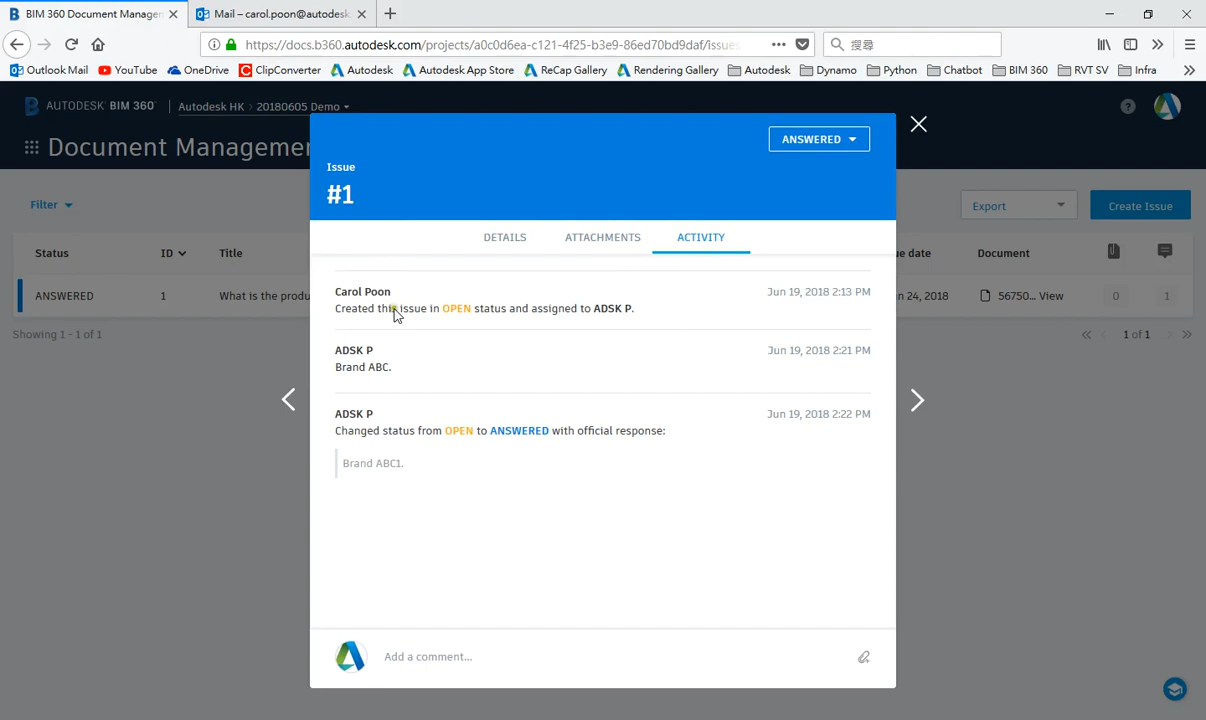 BIM 360 Document Managemen
Mail – carol.poon@autodesk
https://docs.b360.autodesk.com/projects/a0c0d6ea-c121-4f25-b3e9-86ed70bd9daf/issues
搜尋
Outlook Mail YouTube OneDrive ClipConverter Autodesk Autodesk App Store ReCap Gallery Rendering Gallery Autodesk Dynamo Python Chatbot BIM 360 RVT SV Infra
AUTODESK® BIM 360° Autodesk HK > 20180605 Demo
ANSWERED
Document Managemen
Issue
#1
Filter
Export
Create Issue
DETAILS ATTACHMENTS ACTIVITY
Status ID Title ue date Document
ANSWERED 1 What is the produ n 24, 2018 56750... View 0 1
Showing 1 - 1 of 1
1 of 1
Carol Poon Jun 19, 2018 2:13 PM
Created this issue in OPEN status and assigned to ADSK P.
ADSK P Jun 19, 2018 2:21 PM
Brand ABC.
ADSK P Jun 19, 2018 2:22 PM
Changed status from OPEN to ANSWERED with official response:
Brand ABC1.
Add a comment...